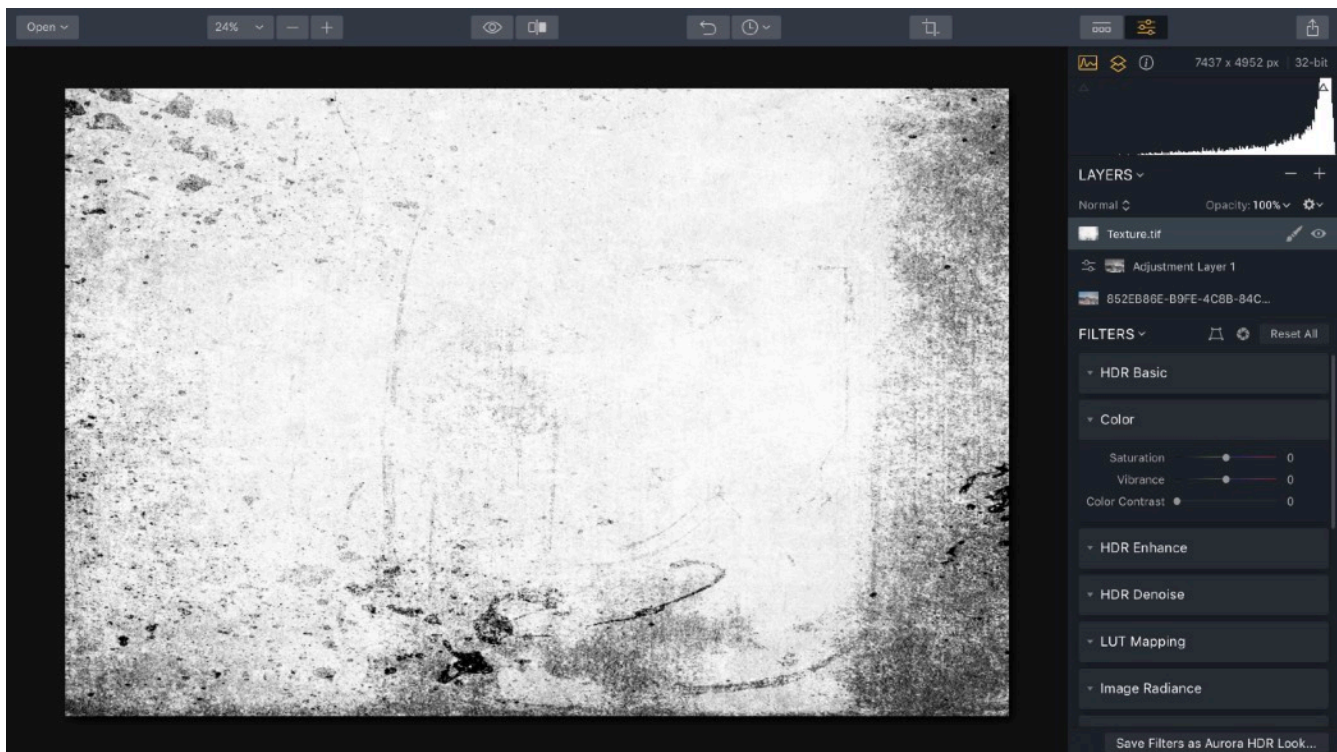 Open
24%
7437 x 4952 px
32-bit
LAYERS
Normal
Opacity: 100%
Texture.tif
Adjustment Layer 1
852EB86E-B9FE-4C8B-84C...
FILTERS
Reset All
HDR Basic
Color
Saturation 0
Vibrance 0
Color Contrast 0
HDR Enhance
HDR Denoise
LUT Mapping
Image Radiance
Save Filters as Aurora HDR Look...